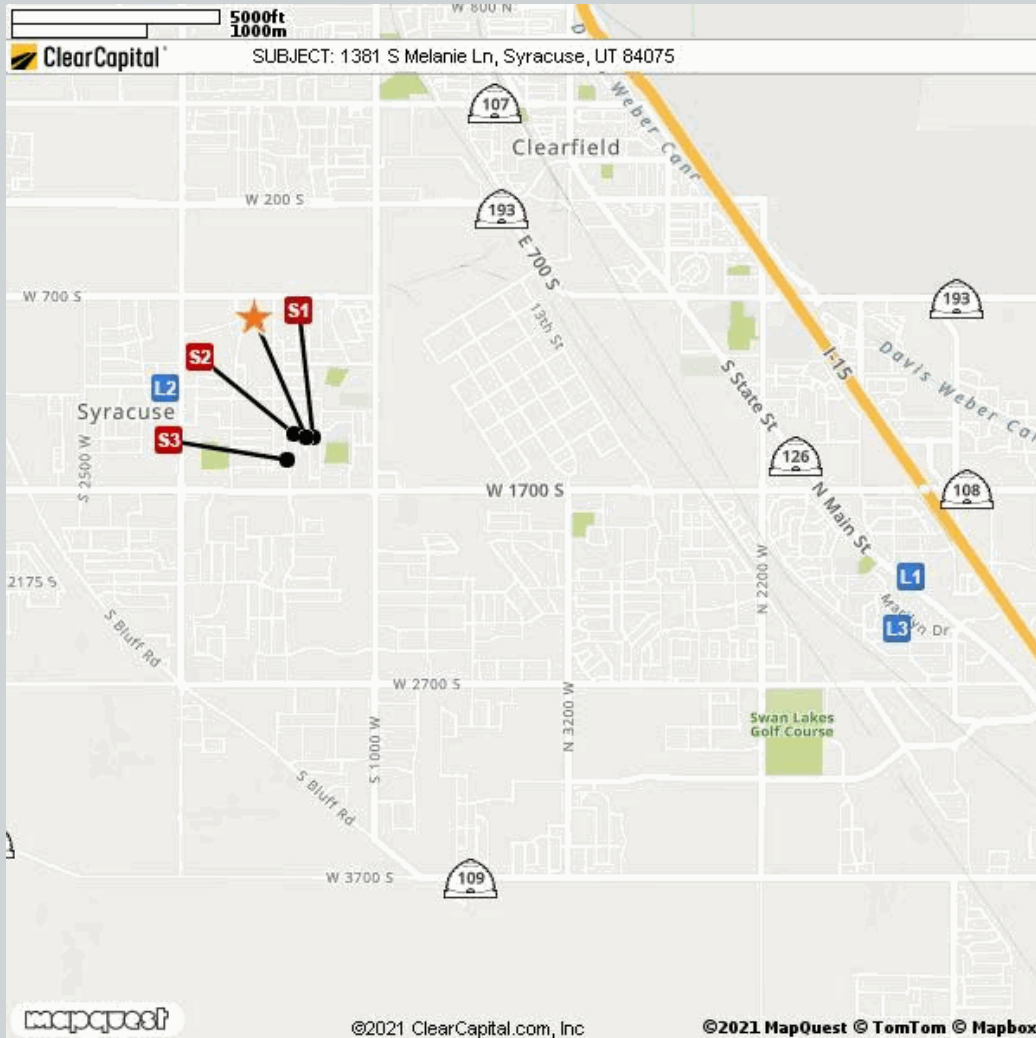 W 800 N
5000ft
1000m
ClearCapital
SUBJECT: 1381 S Melanie Ln, Syracuse, UT 84075
107
Clearfield
W 200 S
193
E 700 S
W 700 S
S1
193
13th St
S2
L2
Syracuse
S3
S 2500 W
I-15
S State St
126
108
W 1700 S
N Main St
L1
2175 S
N 2200 W
Marilyn Dr
L3
S Bluff Rd
W 2700 S
N 3200 W
S 1000 W
Swan Lakes
Golf Course
S Bluff Rd
W 3700 S
109
mapquest
©2021 ClearCapital.com, Inc
©2021 MapQuest © TomTom © Mapbox